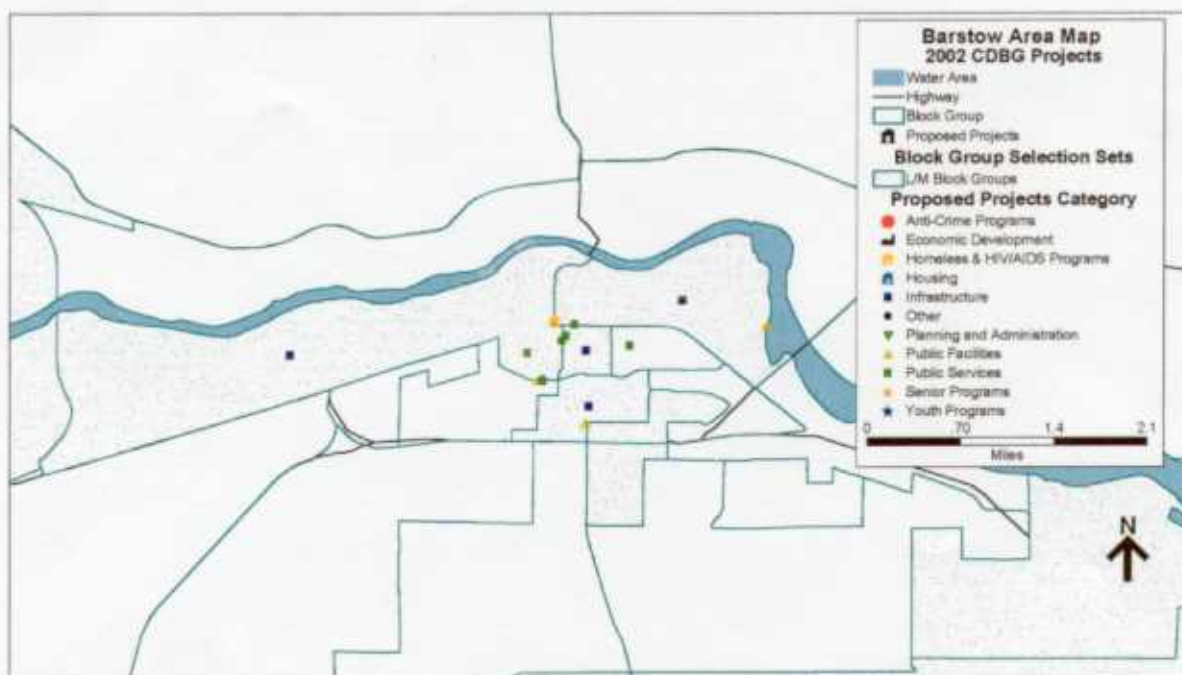 Barstow Area Map
2002 CDBG Projects
Water Area
Highway
Block Group
Proposed Projects
Block Group Selection Sets
L/M Block Groups
Proposed Projects Category
Anti-Crime Programs
Economic Development
Homeless & HIV/AIDS Programs
Housing
Infrastructure
Other
Planning and Administration
Public Facilities
Public Services
Senior Programs
Youth Programs
0 .70 1.4 2.1
Miles
N